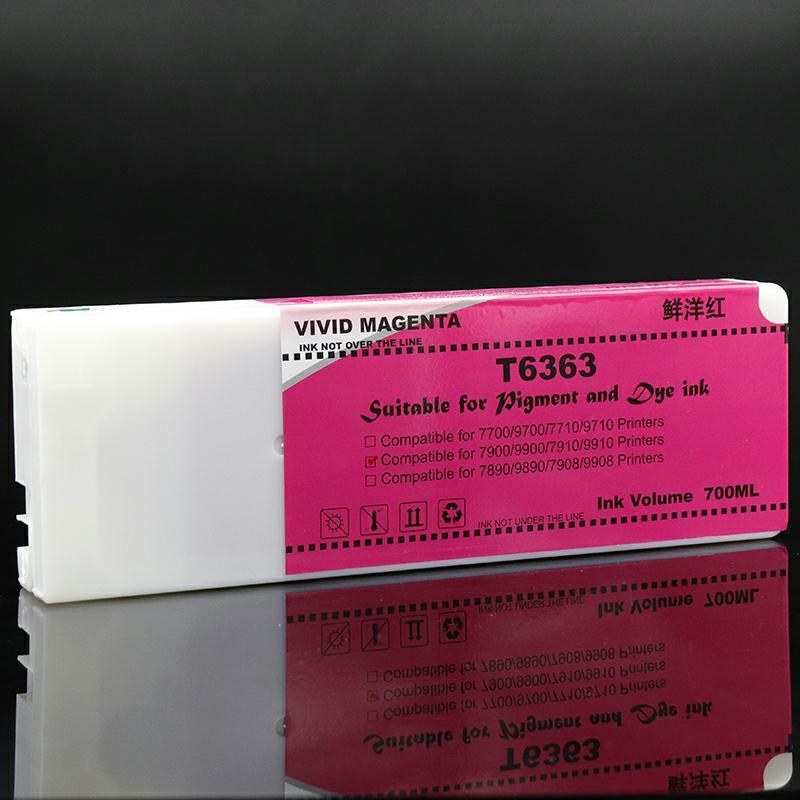 VIVID MAGENTA
鲜洋红
INK NOT OVER THE LINE
T6363
Suitable for Pigment and Dye ink
Compatible for 7700/9700/7710/9710 Printers
Compatible for 7900/9900/7910/9910 Printers
Compatible for 7890/9890/7908/9908 Printers
Ink Volume 700ML
INK NOT UNDER THE LINE